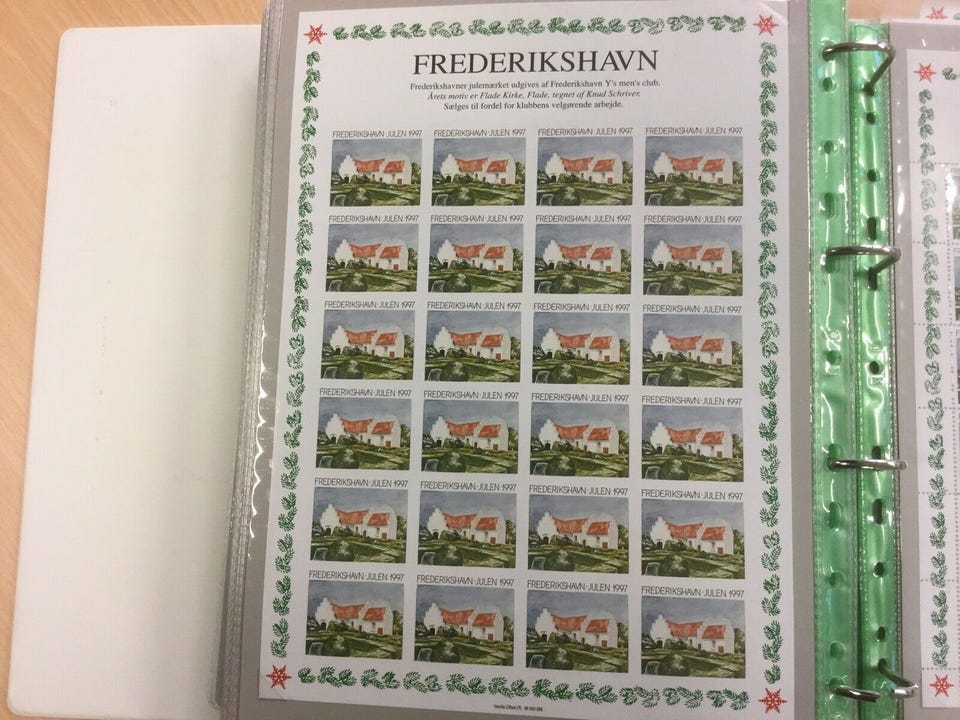 FREDERIKSHAVN
Frederikshavner julemærket udgives af Frederikshavn Y's men's club.
Årets motiv er Flade Kirke, Flade, tegnet af Knud Schriver.
Sælges til fordel for klubbens velgørende arbejde.
FREDERIKSHAVN·JULEN 1997 FREDERIKSHAVN·JULEN 1997 FREDERIKSHAVN·JULEN 1997 FREDERIKSHAVN·JULEN 1997
FREDERIKSHAVN·JULEN 1997 FREDERIKSHAVN·JULEN 1997 FREDERIKSHAVN·JULEN 1997 FREDERIKSHAVN·JULEN 1997
FREDERIKSHAVN·JULEN 1997 FREDERIKSHAVN·JULEN 1997 FREDERIKSHAVN·JULEN 1997 FREDERIKSHAVN·JULEN 1997
FREDERIKSHAVN·JULEN 1997 FREDERIKSHAVN·JULEN 1997 FREDERIKSHAVN·JULEN 1997 FREDERIKSHAVN·JULEN 1997
FREDERIKSHAVN·JULEN 1997 FREDERIKSHAVN·JULEN 1997 FREDERIKSHAVN·JULEN 1997 FREDERIKSHAVN·JULEN 1997
FREDERIKSHAVN·JULEN 1997 FREDERIKSHAVN·JULEN 1997 FREDERIKSHAVN·JULEN 1997 FREDERIKSHAVN·JULEN 1997